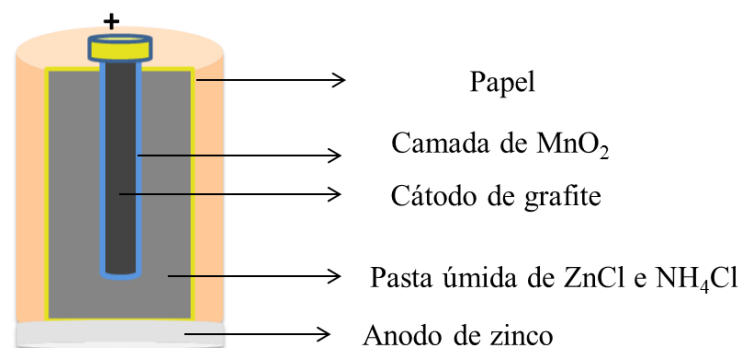 +
Papel
Camada de MnO₂
Cátodo de grafite
Pasta úmida de ZnCl e NH₄Cl
Anodo de zinco